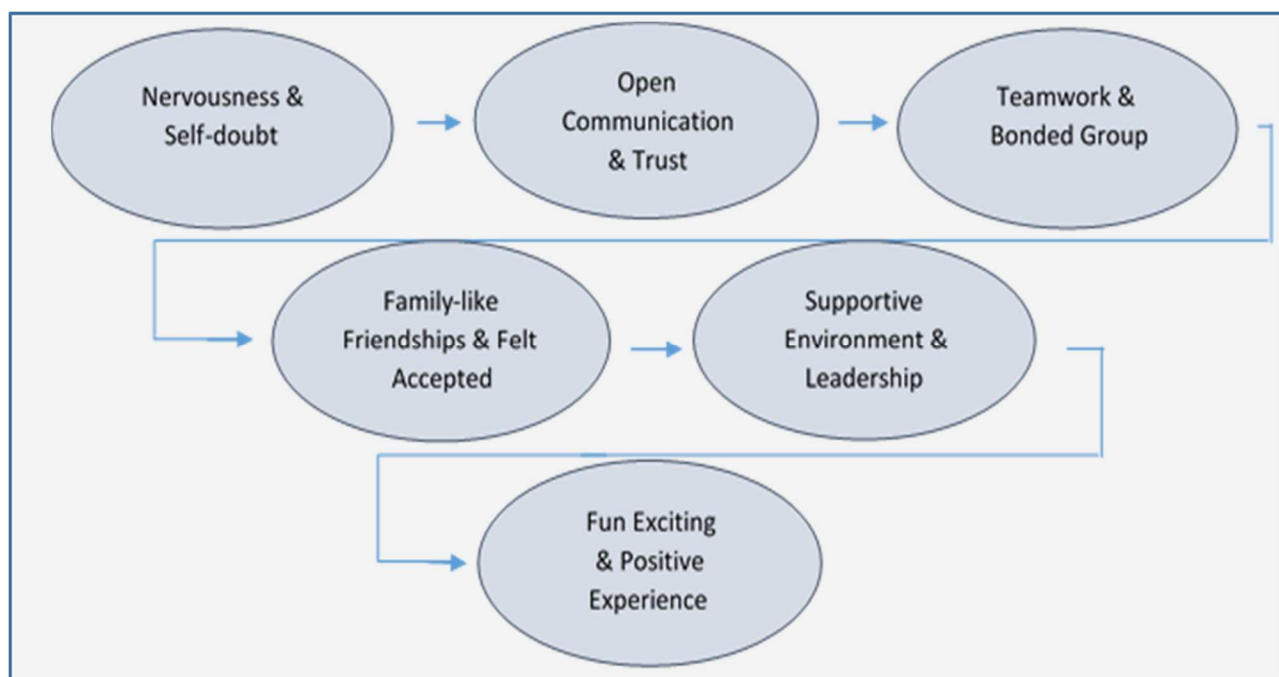 Nervousness &
Self-doubt
Open
Communication
& Trust
Teamwork &
Bonded Group
Family-like
Friendships & Felt
Accepted
Supportive
Environment &
Leadership
Fun Exciting
& Positive
Experience